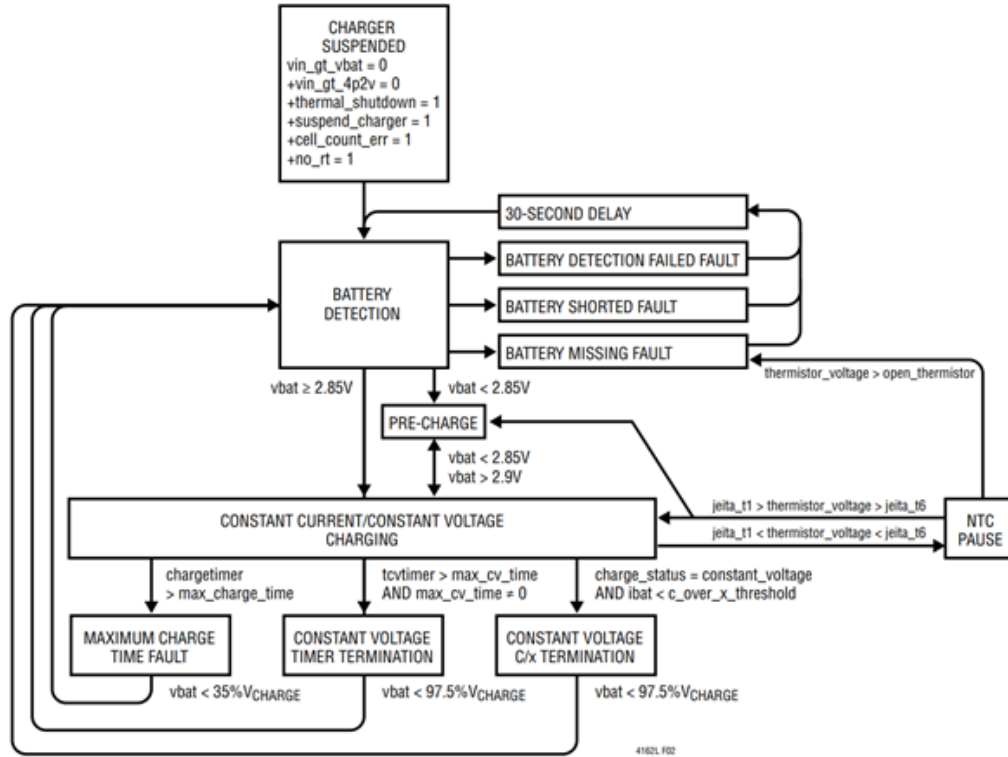 CHARGER
SUSPENDED
vin_gt_vbat = 0
+vin_gt_4p2v = 0
+thermal_shutdown = 1
+suspend_charger = 1
+cell_count_err = 1
+no_rt = 1
30-SECOND DELAY
BATTERY DETECTION FAILED FAULT
BATTERY
DETECTION
BATTERY SHORTED FAULT
BATTERY MISSING FAULT
thermistor_voltage > open_thermistor
vbat ≥ 2.85V
vbat < 2.85V
PRE-CHARGE
vbat < 2.85V
vbat > 2.9V
CONSTANT CURRENT/CONSTANT VOLTAGE
CHARGING
jeita_t1 > thermistor_voltage > jeita_t6
jeita_t1 < thermistor_voltage < jeita_t6
NTC
PAUSE
chargetimer
> max_charge_time
tcvtimer > max_cv_time
AND max_cv_time ≠ 0
charge_status = constant_voltage
AND ibat < c_over_x_threshold
MAXIMUM CHARGE
TIME FAULT
CONSTANT VOLTAGE
TIMER TERMINATION
CONSTANT VOLTAGE
C/x TERMINATION
vbat < 35%VCHARGE
vbat < 97.5%VCHARGE
vbat < 97.5%VCHARGE
4162L F02